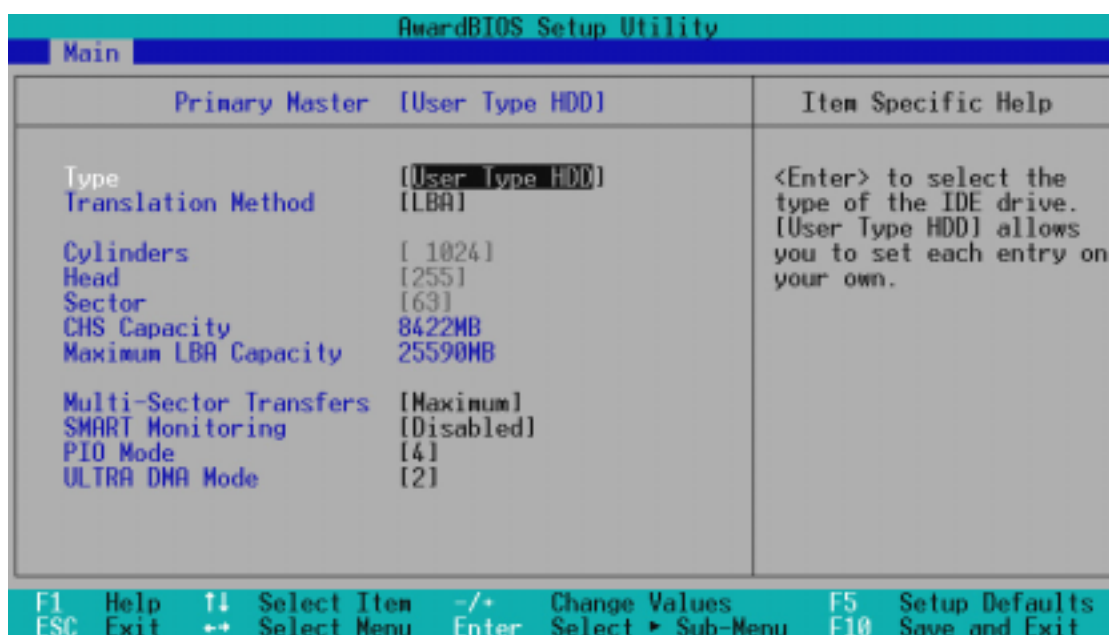 AwardBIOS Setup Utility
Main
Primary Master [User Type HDD] Item Specific Help
Type [User Type HDD] <Enter> to select the
Translation Method [LBA] type of the IDE drive.
[User Type HDD] allows
Cylinders [ 1024] you to set each entry on
Head [255] your own.
Sector [63]
CHS Capacity 8422MB
Maximum LBA Capacity 25590MB
Multi-Sector Transfers [Maximum]
SMART Monitoring [Disabled]
PIO Mode [4]
ULTRA DMA Mode [2]
F1 Help ↑↓ Select Item -/+ Change Values F5 Setup Defaults
ESC Exit ←→ Select Menu Enter Select ► Sub-Menu F10 Save and Exit